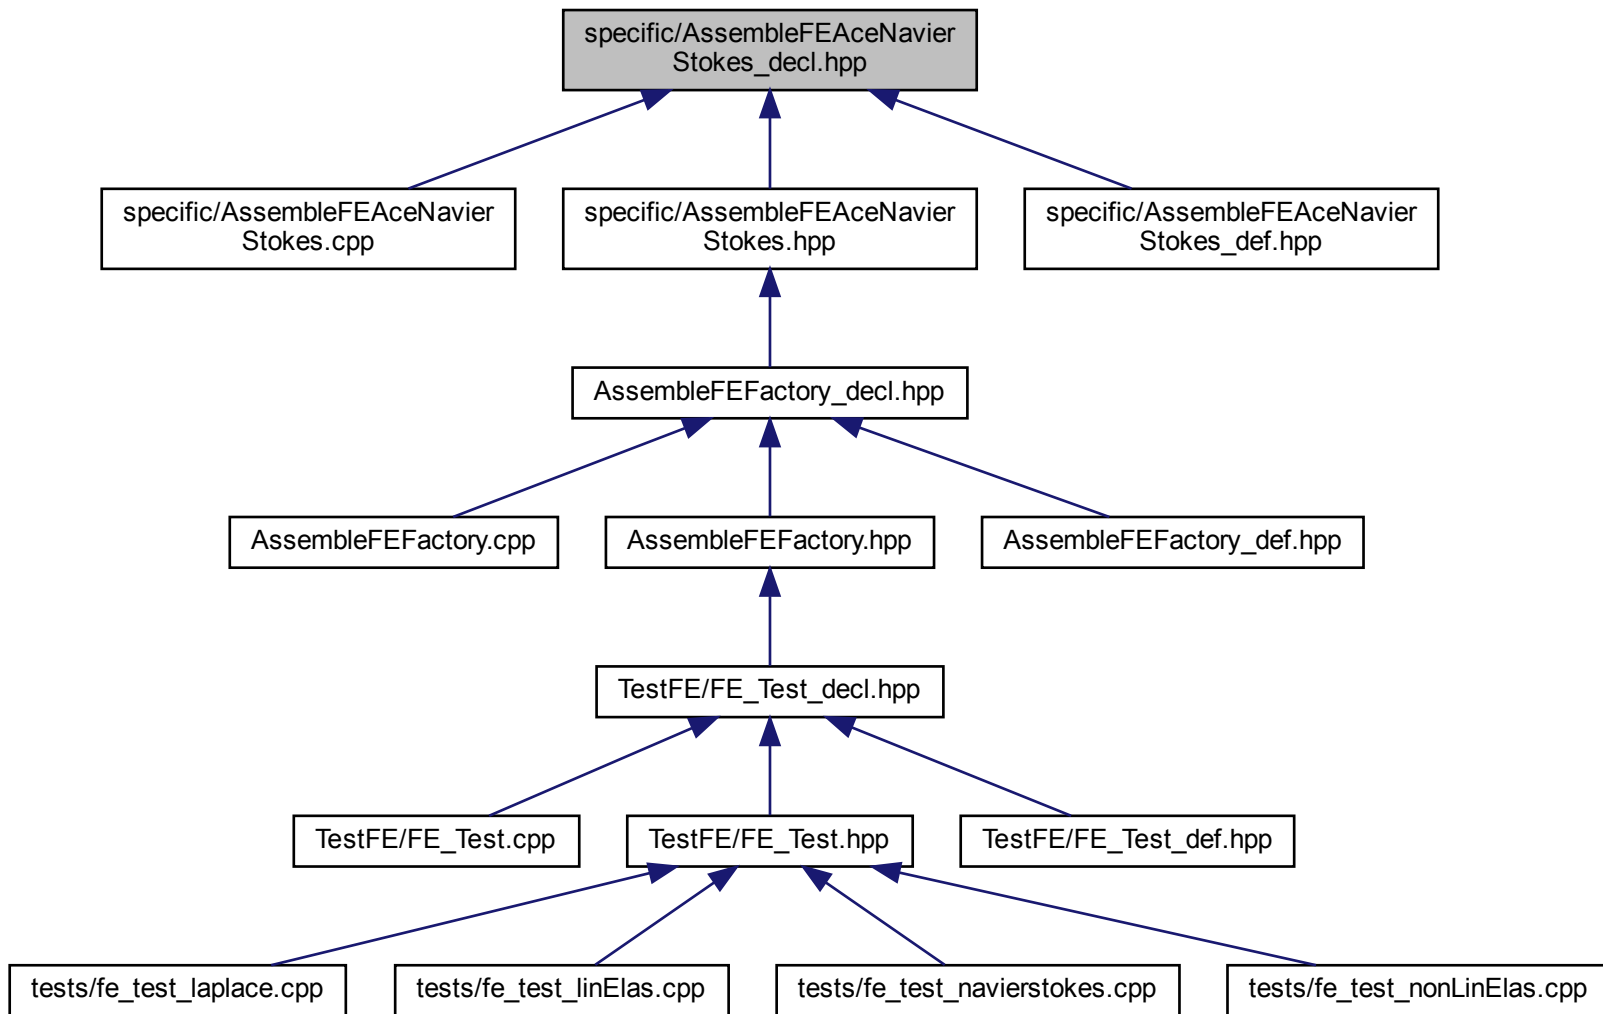 specific/AssembleFEAceNavier
Stokes_decl.hpp
specific/AssembleFEAceNavier
Stokes.cpp
specific/AssembleFEAceNavier
Stokes.hpp
specific/AssembleFEAceNavier
Stokes_def.hpp
AssembleFEFactory_decl.hpp
AssembleFEFactory.cpp
AssembleFEFactory.hpp
AssembleFEFactory_def.hpp
TestFE/FE_Test_decl.hpp
TestFE/FE_Test.cpp
TestFE/FE_Test.hpp
TestFE/FE_Test_def.hpp
tests/fe_test_laplace.cpp
tests/fe_test_linElas.cpp
tests/fe_test_navierstokes.cpp
tests/fe_test_nonLinElas.cpp